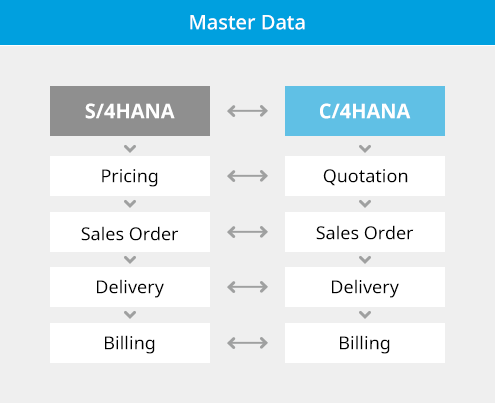 Master Data
S/4HANA
C/4HANA
Pricing
Quotation
Sales Order
Sales Order
Delivery
Delivery
Billing
Billing